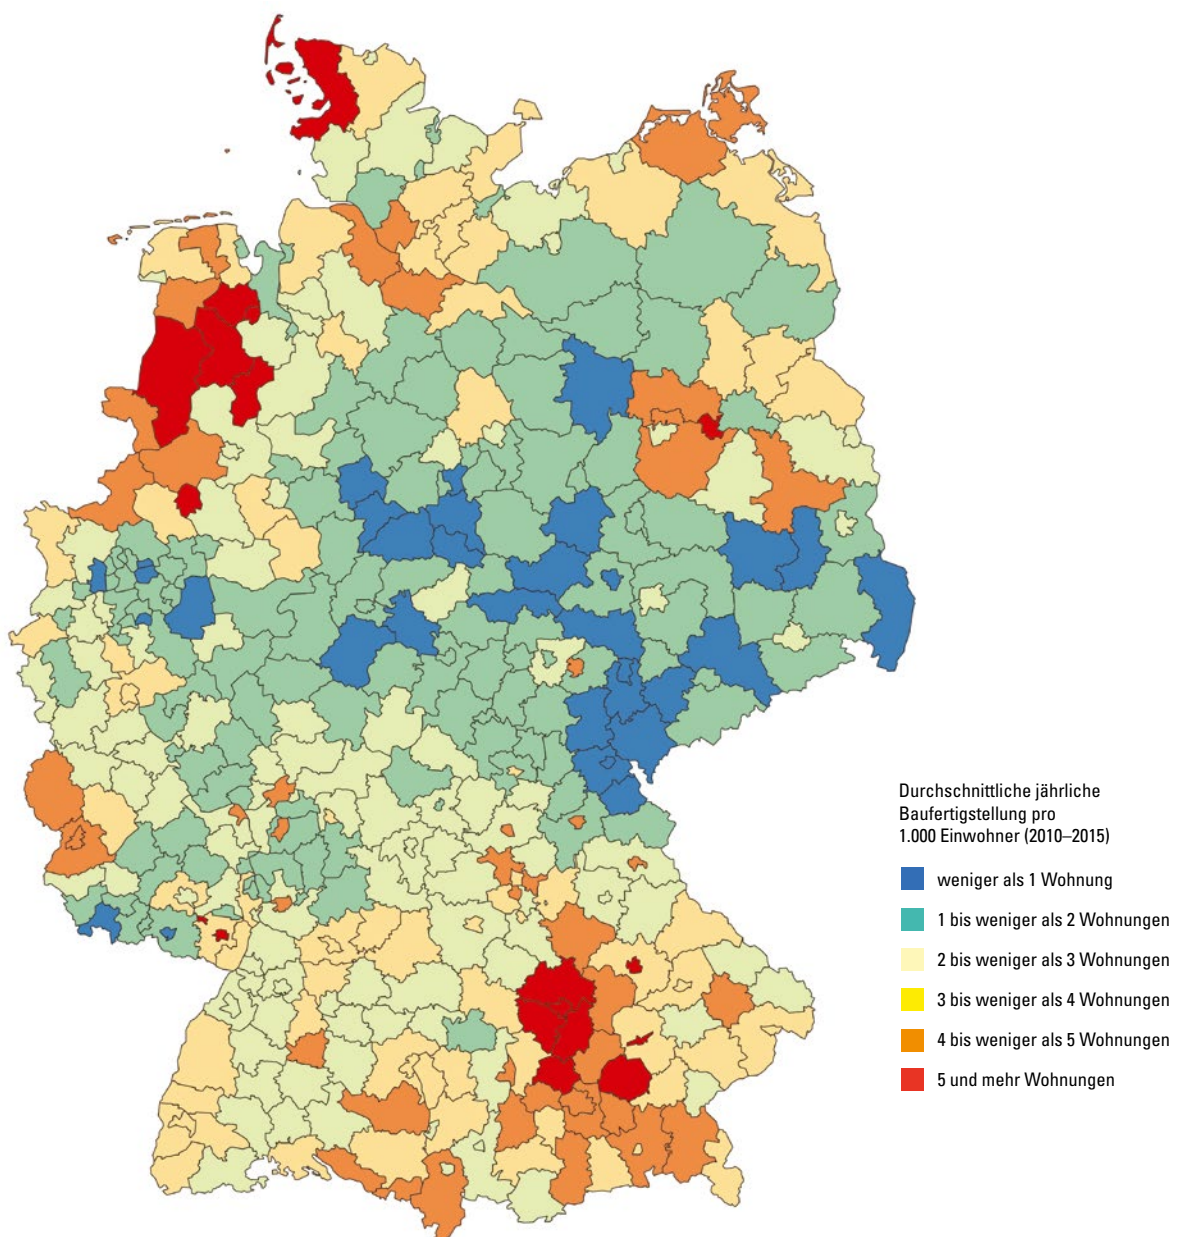 Durchschnittliche jährliche
Baufertigstellung pro
1.000 Einwohner (2010–2015)
weniger als 1 Wohnung
1 bis weniger als 2 Wohnungen
2 bis weniger als 3 Wohnungen
3 bis weniger als 4 Wohnungen
4 bis weniger als 5 Wohnungen
5 und mehr Wohnungen